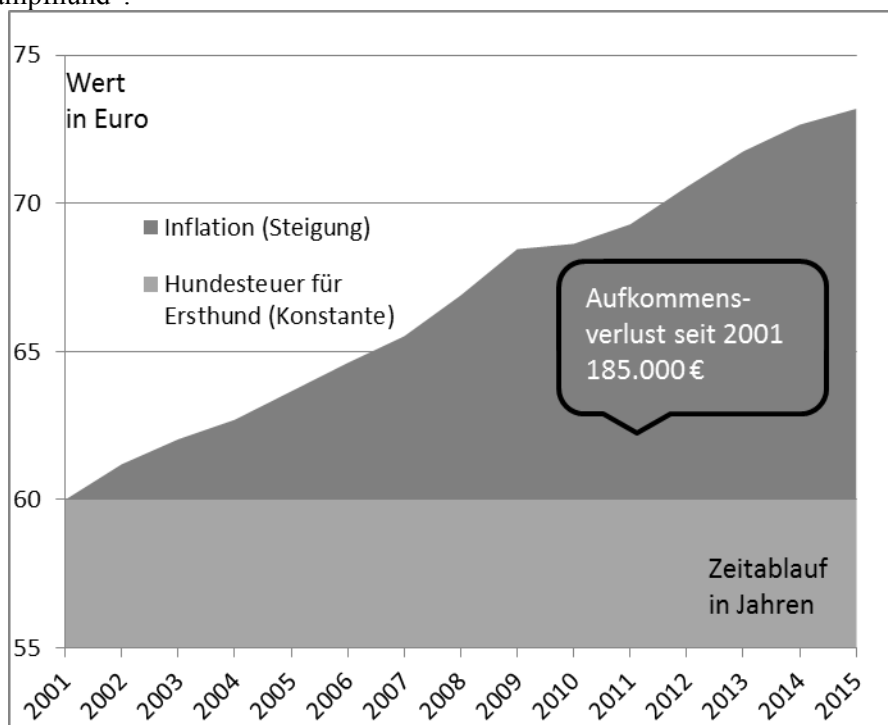 75
Wert
in Euro
70
Inflation (Steigung)
Hundesteuer für
Ersthund (Konstante)
Aufkommens-
verlust seit 2001
185.000 €
65
60
Zeitablauf
in Jahren
55
2001 2002 2003 2004 2005 2006 2007 2008 2009 2010 2011 2012 2013 2014 2015